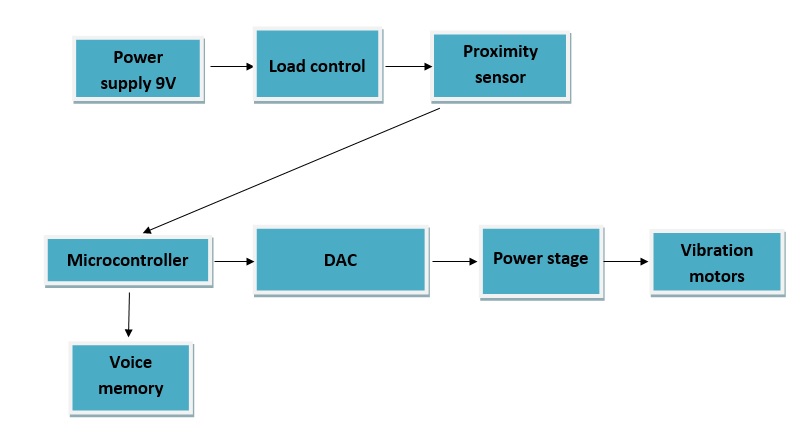 Power
supply 9V
Load control
Proximity
sensor
Microcontroller
DAC
Power stage
Vibration
motors
Voice
memory